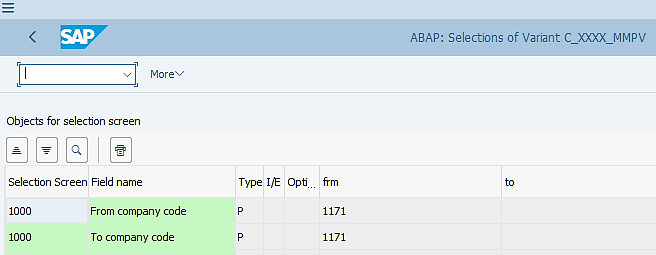 SAP
ABAP: Selections of Variant C_XXXX_MMPV
More
Objects for selection screen
Selection Screen Field name Type I/E Opti... frm to
1000 From company code P 1171
1000 To company code P 1171